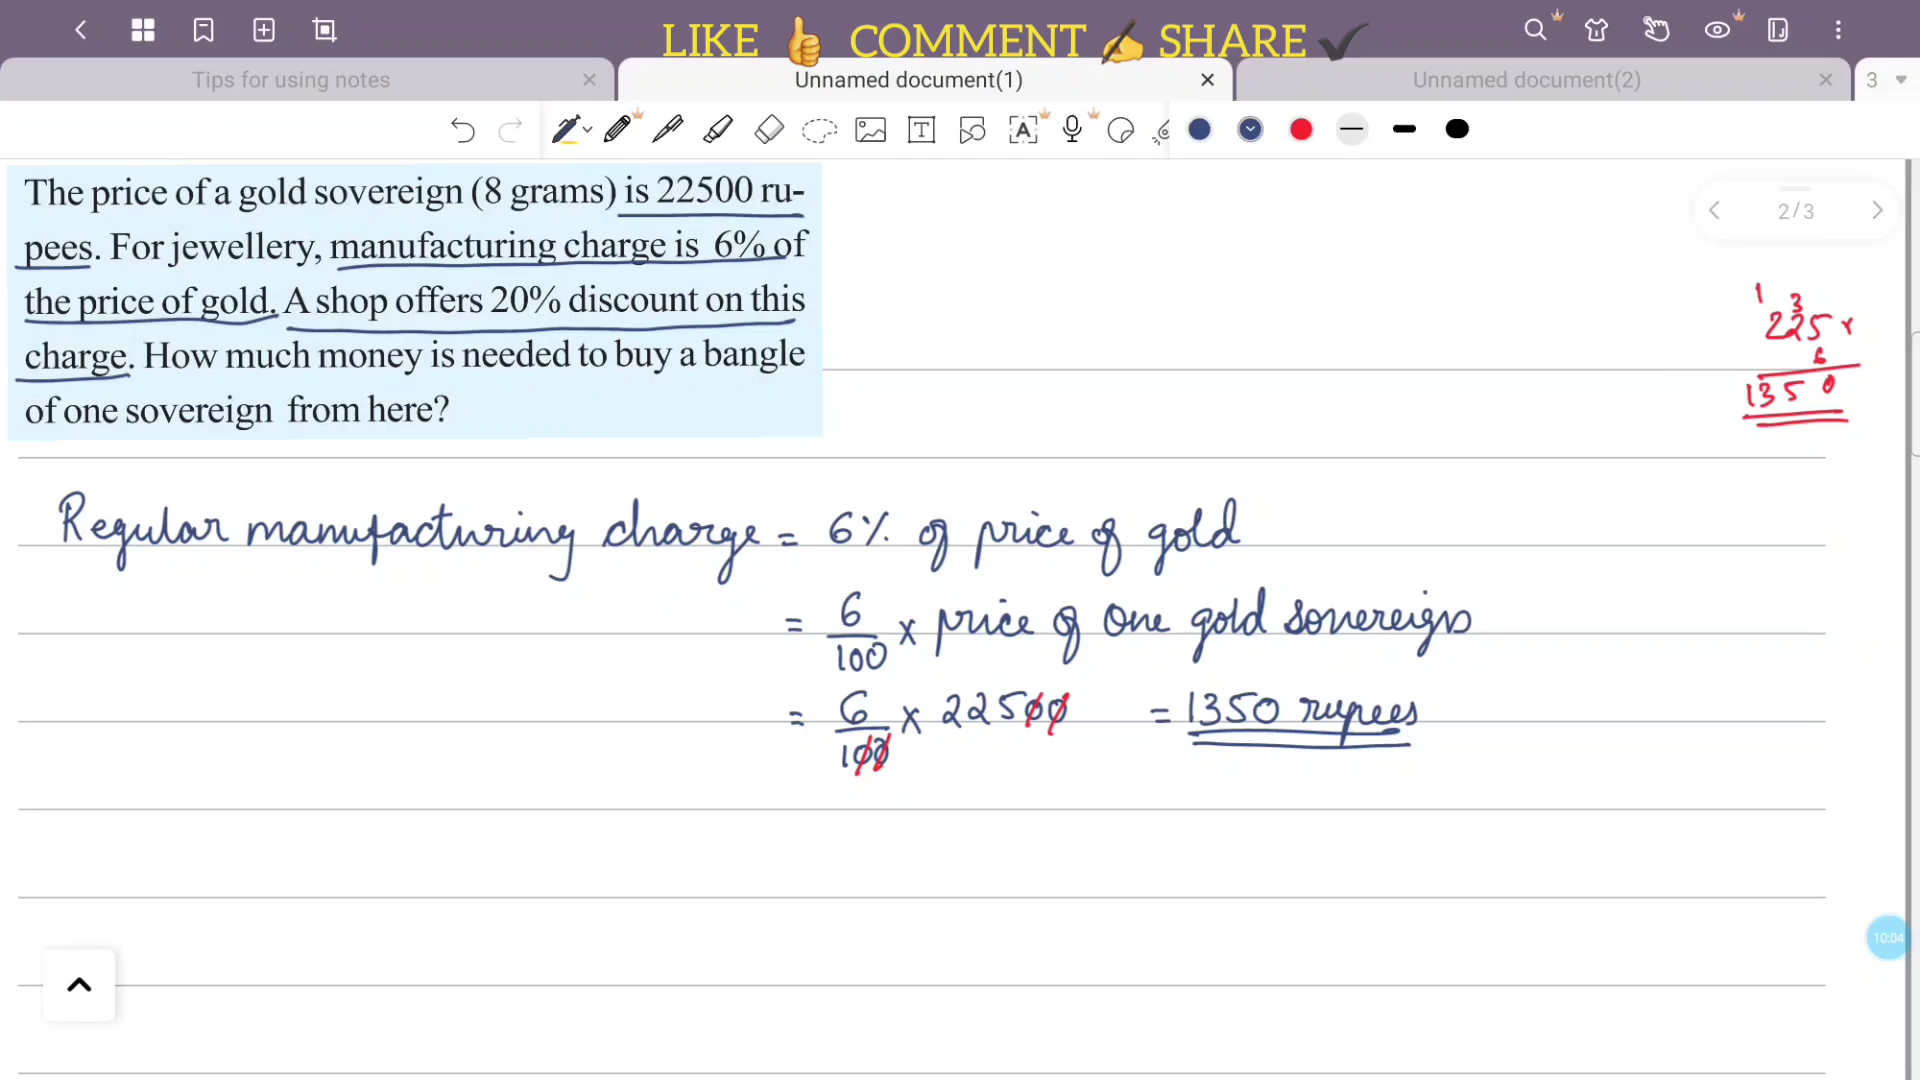 LIKE 👍 COMMENT ✍ SHARE ✔
Tips for using notes
Unnamed document(1)
Unnamed document(2)
3
The price of a gold sovereign (8 grams) is 22500 ru-
pees. For jewellery, manufacturing charge is 6% of
the price of gold. A shop offers 20% discount on this
charge. How much money is needed to buy a bangle
of one sovereign from here?
2/3
1 3
225 ×
6
1350
Regular manufacturing charge = 6% of price of gold
= 6/100 × price of one gold sovereign
= 6/100 × 22500 = 1350 rupees
10:04